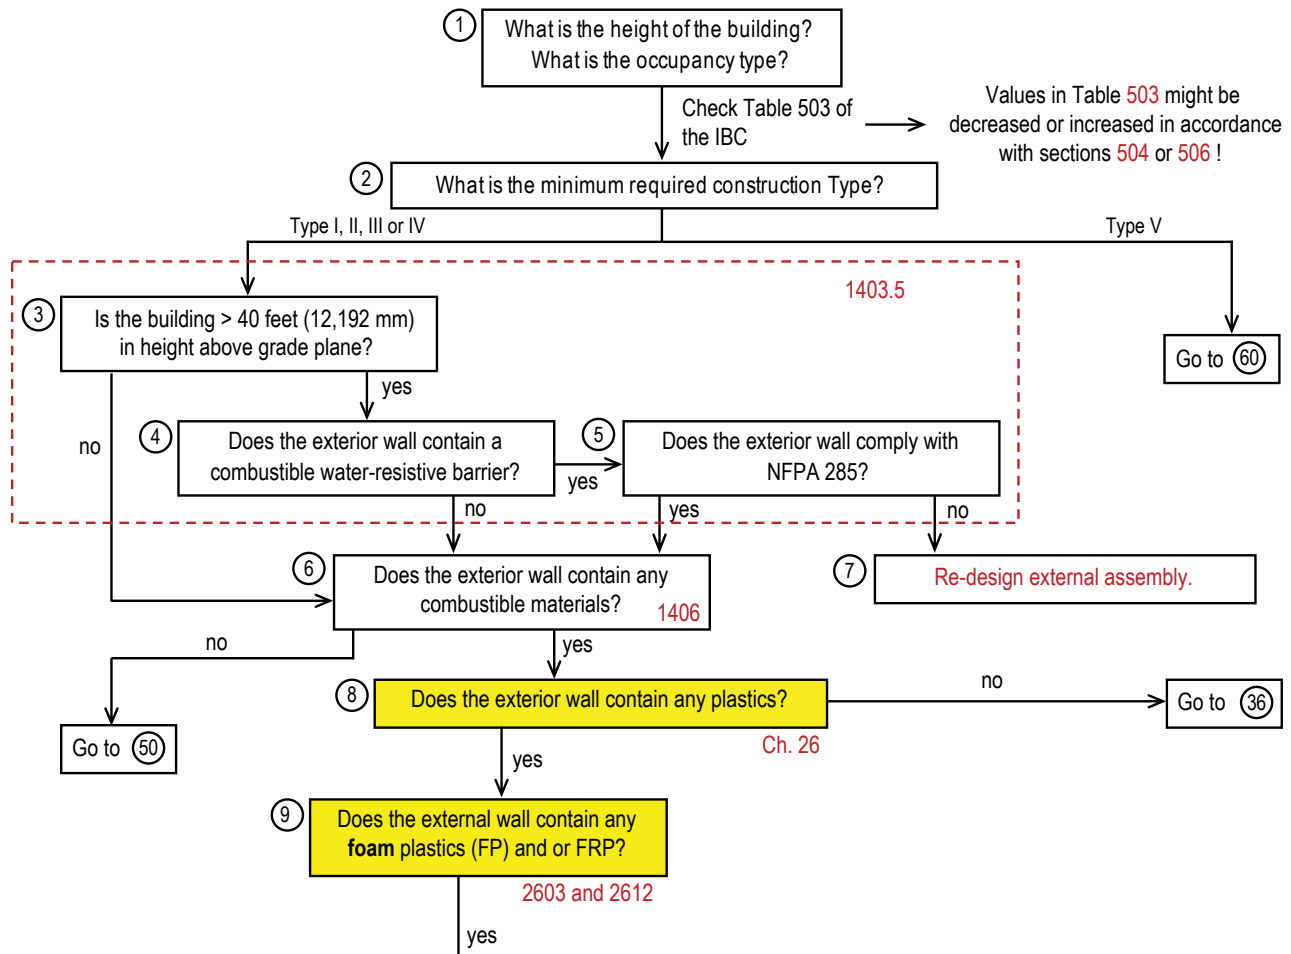 1
What is the height of the building?
What is the occupancy type?
Check Table 503 of
the IBC
Values in Table 503 might be
decreased or increased in accordance
with sections 504 or 506 !
2
What is the minimum required construction Type?
Type I, II, III or IV
Type V
1403.5
3
Is the building > 40 feet (12,192 mm)
in height above grade plane?
Go to 60
yes
no
4
Does the exterior wall contain a
combustible water-resistive barrier?
yes
5
Does the exterior wall comply with
NFPA 285?
no
yes
no
6
Does the exterior wall contain any
combustible materials?
1406
7
Re-design external assembly.
no
yes
8
Does the exterior wall contain any plastics?
no
Go to 36
Go to 50
Ch. 26
yes
9
Does the external wall contain any
foam plastics (FP) and or FRP?
2603 and 2612
yes